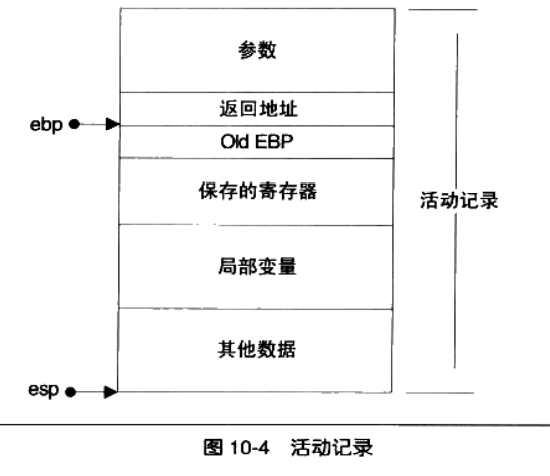 参数
返回地址
ebp
Old EBP
保存的寄存器
活动记录
局部变量
其他数据
esp
图 10-4 活动记录